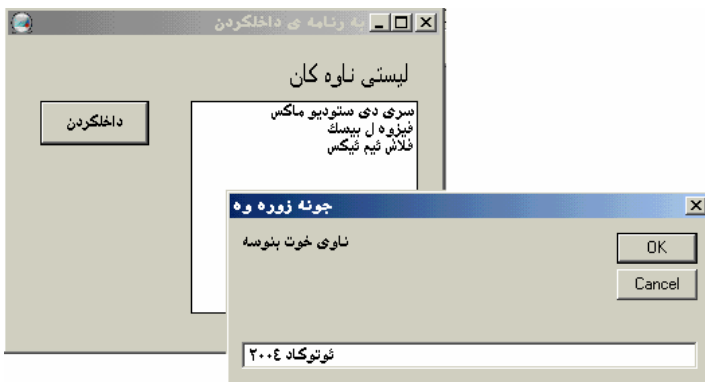 به رنامه ی داخلکردن
لیستی ناوه کان
داخلکردن
سری دی ستودیو ماکس
فیزوه ل بیسك
فلاش ئیم ئیکس
جونه زوره وه
ناوی خوت بنوسه
OK
Cancel
ئوتوکاد ٢٠٠٤